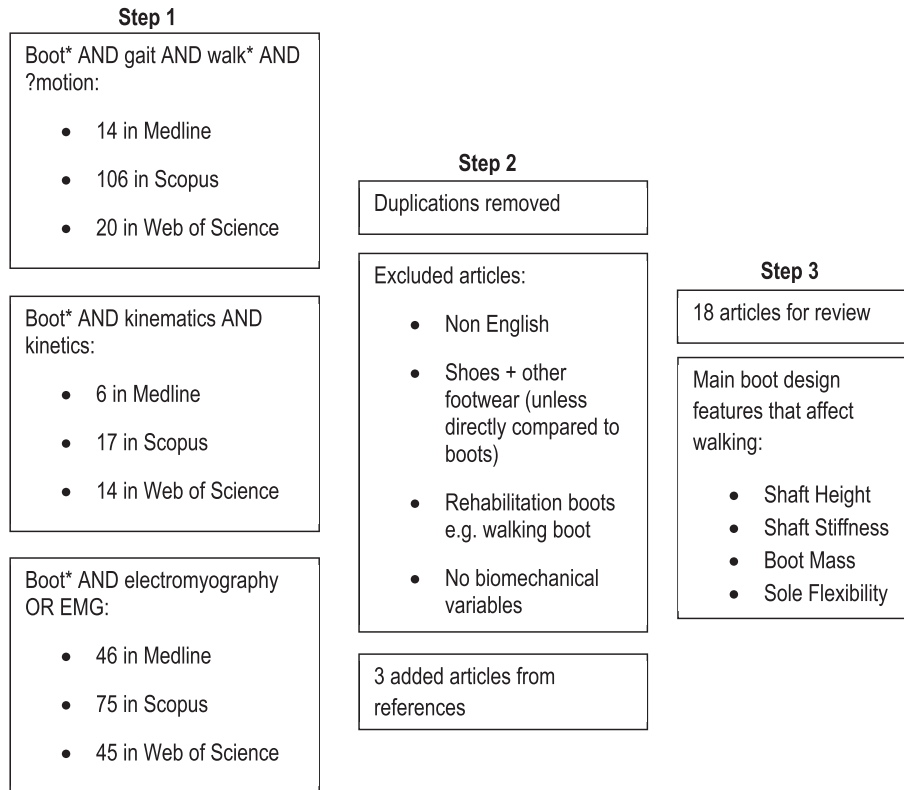 Step 1
Boot* AND gait AND walk* AND
?motion:
• 14 in Medline
• 106 in Scopus
• 20 in Web of Science
Boot* AND kinematics AND
kinetics:
• 6 in Medline
• 17 in Scopus
• 14 in Web of Science
Boot* AND electromyography
OR EMG:
• 46 in Medline
• 75 in Scopus
• 45 in Web of Science
Step 2
Duplications removed
Excluded articles:
• Non English
• Shoes + other
footwear (unless
directly compared to
boots)
• Rehabilitation boots
e.g. walking boot
• No biomechanical
variables
3 added articles from
references
Step 3
18 articles for review
Main boot design
features that affect
walking:
• Shaft Height
• Shaft Stiffness
• Boot Mass
• Sole Flexibility